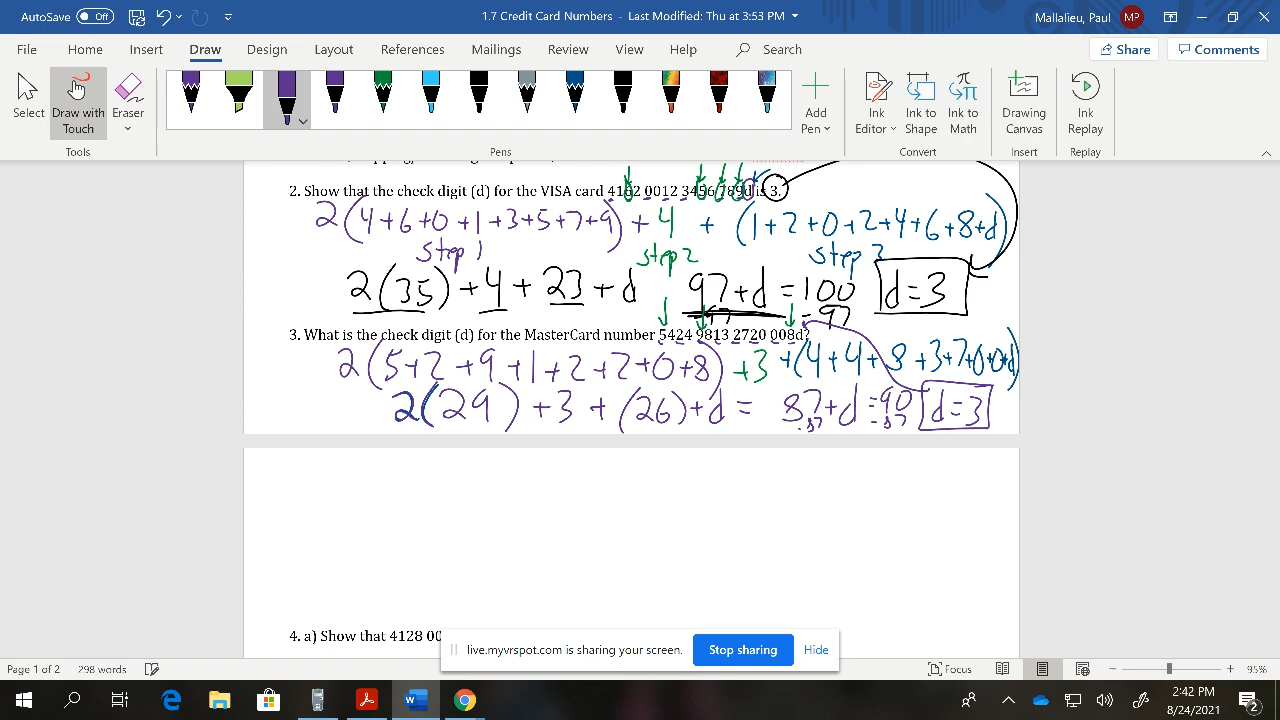 AutoSave Off 1.7 Credit Card Numbers - Last Modified: Thu at 3:53 PM Mallalieu, Paul MP
File Home Insert Draw Design Layout References Mailings Review View Help Search Share Comments
Select Draw with Touch Eraser Add Pen Ink Editor Ink to Shape Ink to Math Drawing Canvas Ink Replay
Tools Pens Convert Insert Replay
2. Show that the check digit (d) for the VISA card 4162 0012 3456 789d is 3.
2(4+6+0+1+3+5+7+9) + 4 + (1+2+0+2+4+6+8+d)
step 1 step 2 step 3
2(35) + 4 + 23 + d 97+d = 100 d = 3
-97 -97
3. What is the check digit (d) for the MasterCard number 5424 9813 2720 008d?
2(5+2+9+1+2+2+0+8) +3 +(4+4+8+3+7+0+0+d)
2(29) +3 + (26)+d = 87+d = 90 d=3
-87 -87
4. a) Show that 4128 00
live.myvrspot.com is sharing your screen. Stop sharing Hide
Page 1 of 2 298 words Focus 95%
2:42 PM
8/24/2021
2